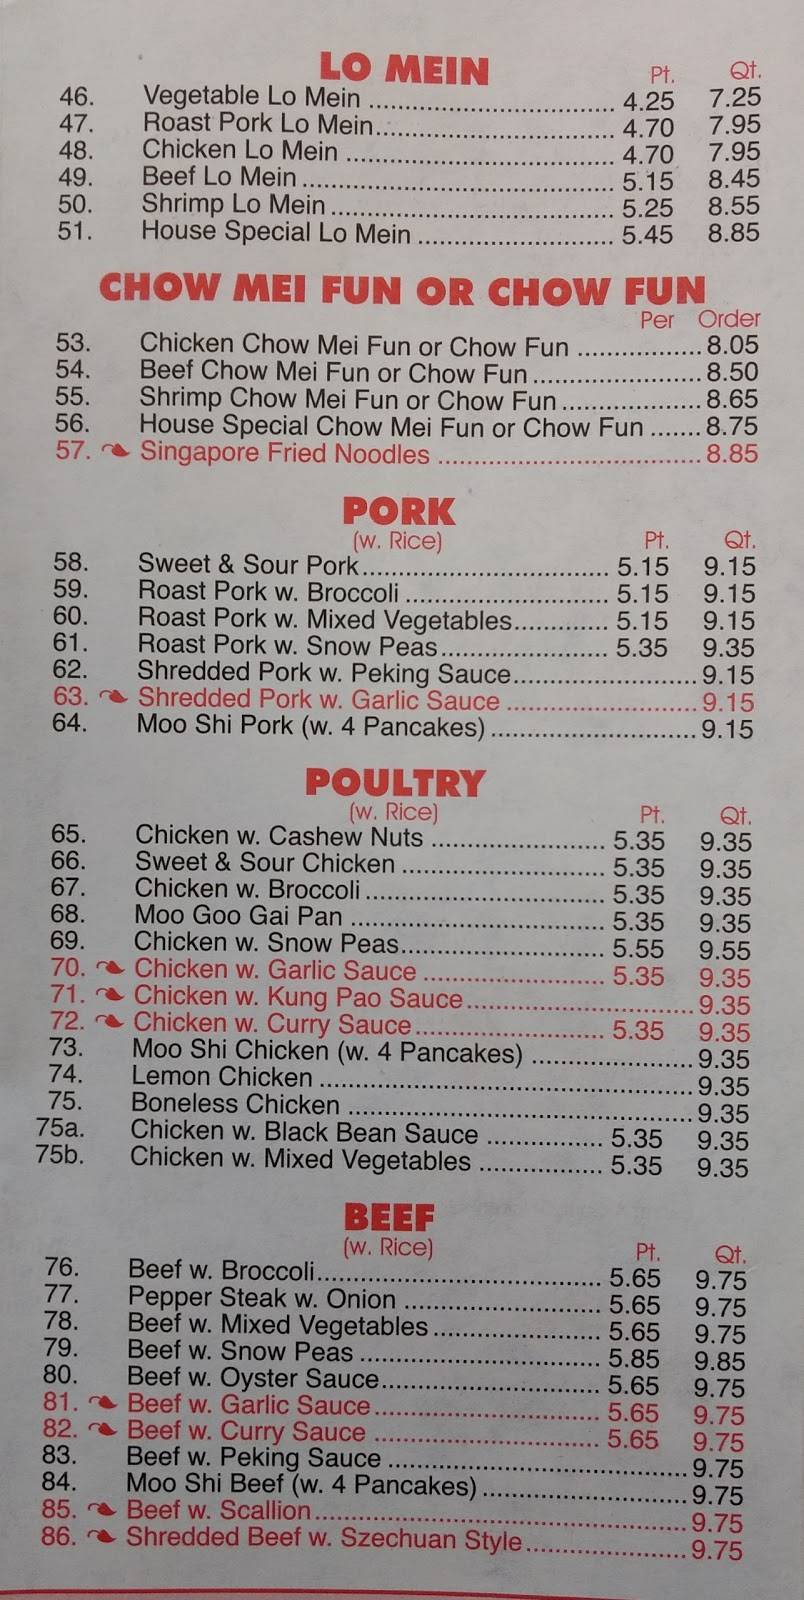 LO MEIN
Pt. Qt.
46. Vegetable Lo Mein 4.25 7.25
47. Roast Pork Lo Mein 4.70 7.95
48. Chicken Lo Mein 4.70 7.95
49. Beef Lo Mein 5.15 8.45
50. Shrimp Lo Mein 5.25 8.55
51. House Special Lo Mein 5.45 8.85
CHOW MEI FUN OR CHOW FUN
Per Order
53. Chicken Chow Mei Fun or Chow Fun 8.05
54. Beef Chow Mei Fun or Chow Fun 8.50
55. Shrimp Chow Mei Fun or Chow Fun 8.65
56. House Special Chow Mei Fun or Chow Fun 8.75
57. Singapore Fried Noodles 8.85
PORK
(w. Rice) Pt. Qt.
58. Sweet & Sour Pork 5.15 9.15
59. Roast Pork w. Broccoli 5.15 9.15
60. Roast Pork w. Mixed Vegetables 5.15 9.15
61. Roast Pork w. Snow Peas 5.35 9.35
62. Shredded Pork w. Peking Sauce 9.15
63. Shredded Pork w. Garlic Sauce 9.15
64. Moo Shi Pork (w. 4 Pancakes) 9.15
POULTRY
(w. Rice) Pt. Qt.
65. Chicken w. Cashew Nuts 5.35 9.35
66. Sweet & Sour Chicken 5.35 9.35
67. Chicken w. Broccoli 5.35 9.35
68. Moo Goo Gai Pan 5.35 9.35
69. Chicken w. Snow Peas 5.55 9.55
70. Chicken w. Garlic Sauce 5.35 9.35
71. Chicken w. Kung Pao Sauce 9.35
72. Chicken w. Curry Sauce 5.35 9.35
73. Moo Shi Chicken (w. 4 Pancakes) 9.35
74. Lemon Chicken 9.35
75. Boneless Chicken 9.35
75a. Chicken w. Black Bean Sauce 5.35 9.35
75b. Chicken w. Mixed Vegetables 5.35 9.35
BEEF
(w. Rice) Pt. Qt.
76. Beef w. Broccoli 5.65 9.75
77. Pepper Steak w. Onion 5.65 9.75
78. Beef w. Mixed Vegetables 5.65 9.75
79. Beef w. Snow Peas 5.85 9.85
80. Beef w. Oyster Sauce 5.65 9.75
81. Beef w. Garlic Sauce 5.65 9.75
82. Beef w. Curry Sauce 5.65 9.75
83. Beef w. Peking Sauce 9.75
84. Moo Shi Beef (w. 4 Pancakes) 9.75
85. Beef w. Scallion 9.75
86. Shredded Beef w. Szechuan Style 9.75